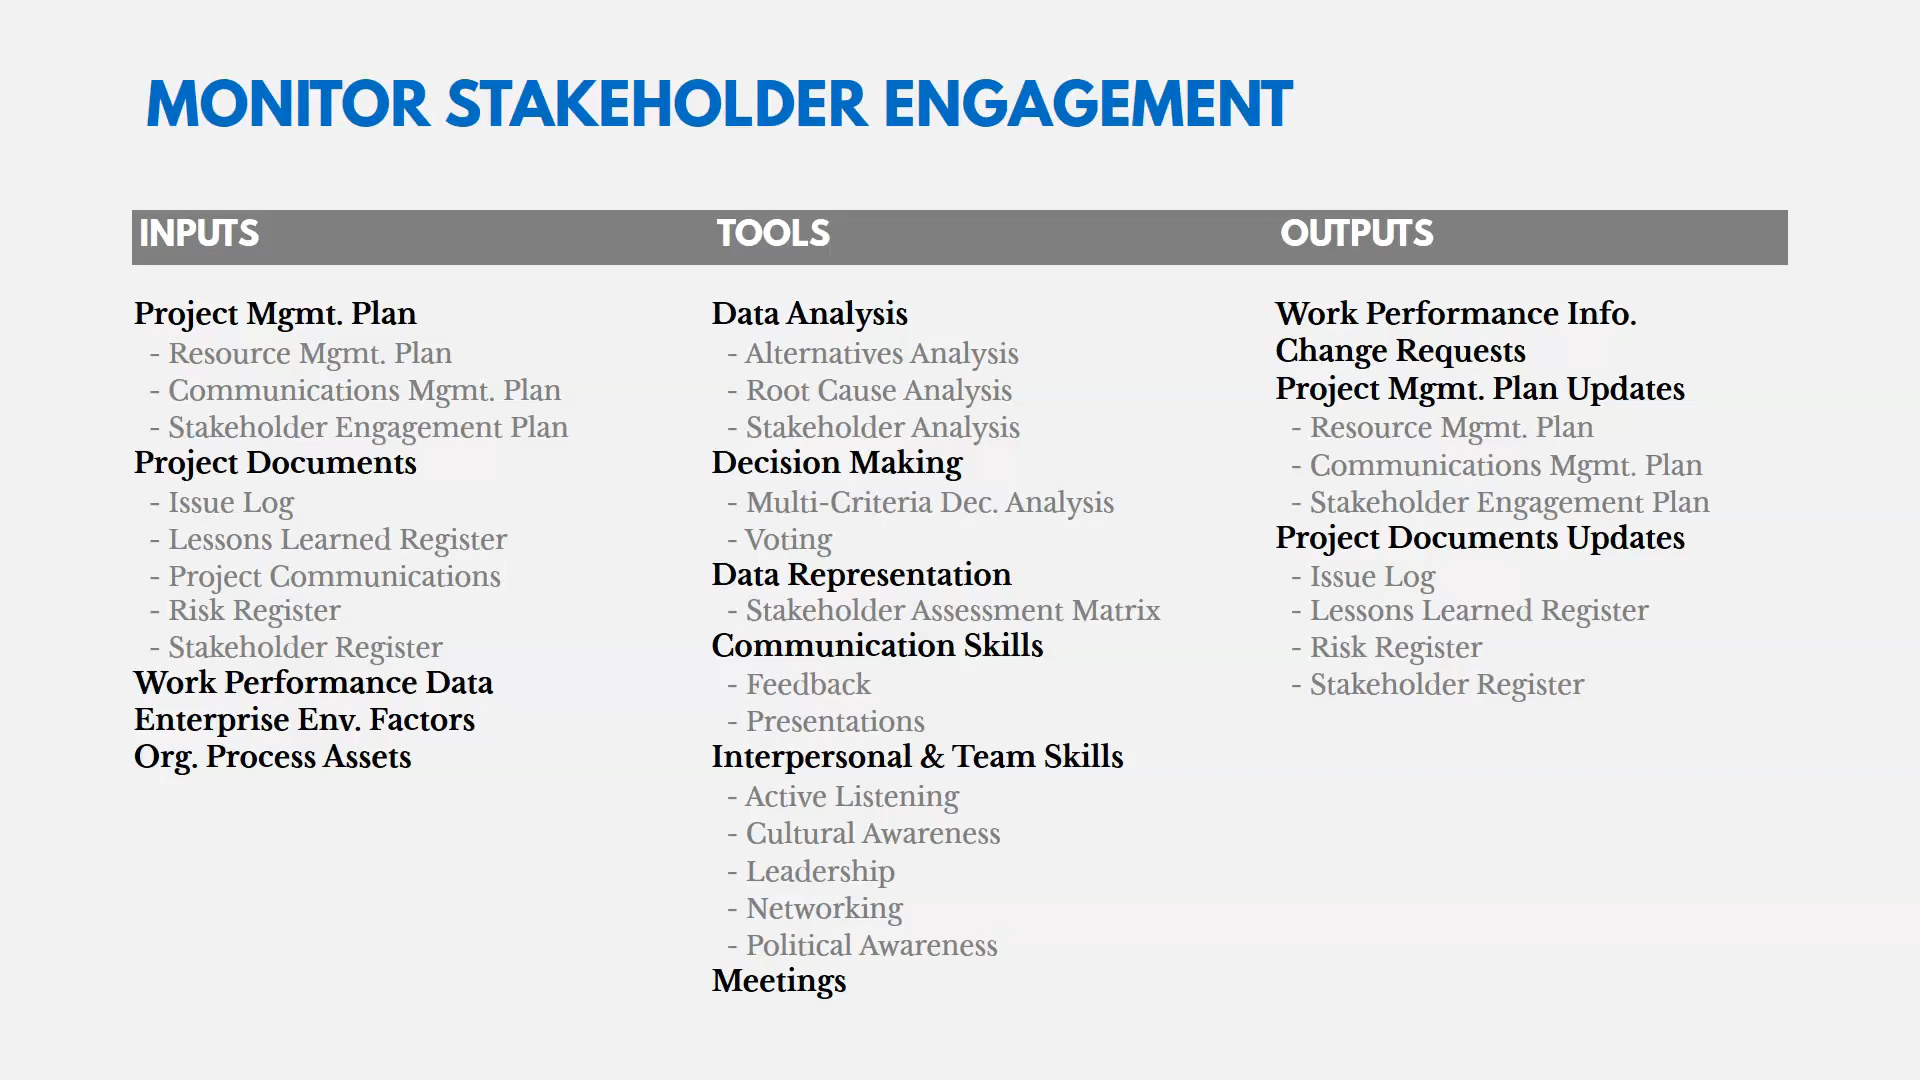 MONITOR STAKEHOLDER ENGAGEMENT
INPUTS
Project Mgmt. Plan
- Resource Mgmt. Plan
- Communications Mgmt. Plan
- Stakeholder Engagement Plan
Project Documents
- Issue Log
- Lessons Learned Register
- Project Communications
- Risk Register
- Stakeholder Register
Work Performance Data
Enterprise Env. Factors
Org. Process Assets
TOOLS
Data Analysis
- Alternatives Analysis
- Root Cause Analysis
- Stakeholder Analysis
Decision Making
- Multi-Criteria Dec. Analysis
- Voting
Data Representation
- Stakeholder Assessment Matrix
Communication Skills
- Feedback
- Presentations
Interpersonal & Team Skills
- Active Listening
- Cultural Awareness
- Leadership
- Networking
- Political Awareness
Meetings
OUTPUTS
Work Performance Info.
Change Requests
Project Mgmt. Plan Updates
- Resource Mgmt. Plan
- Communications Mgmt. Plan
- Stakeholder Engagement Plan
Project Documents Updates
- Issue Log
- Lessons Learned Register
- Risk Register
- Stakeholder Register